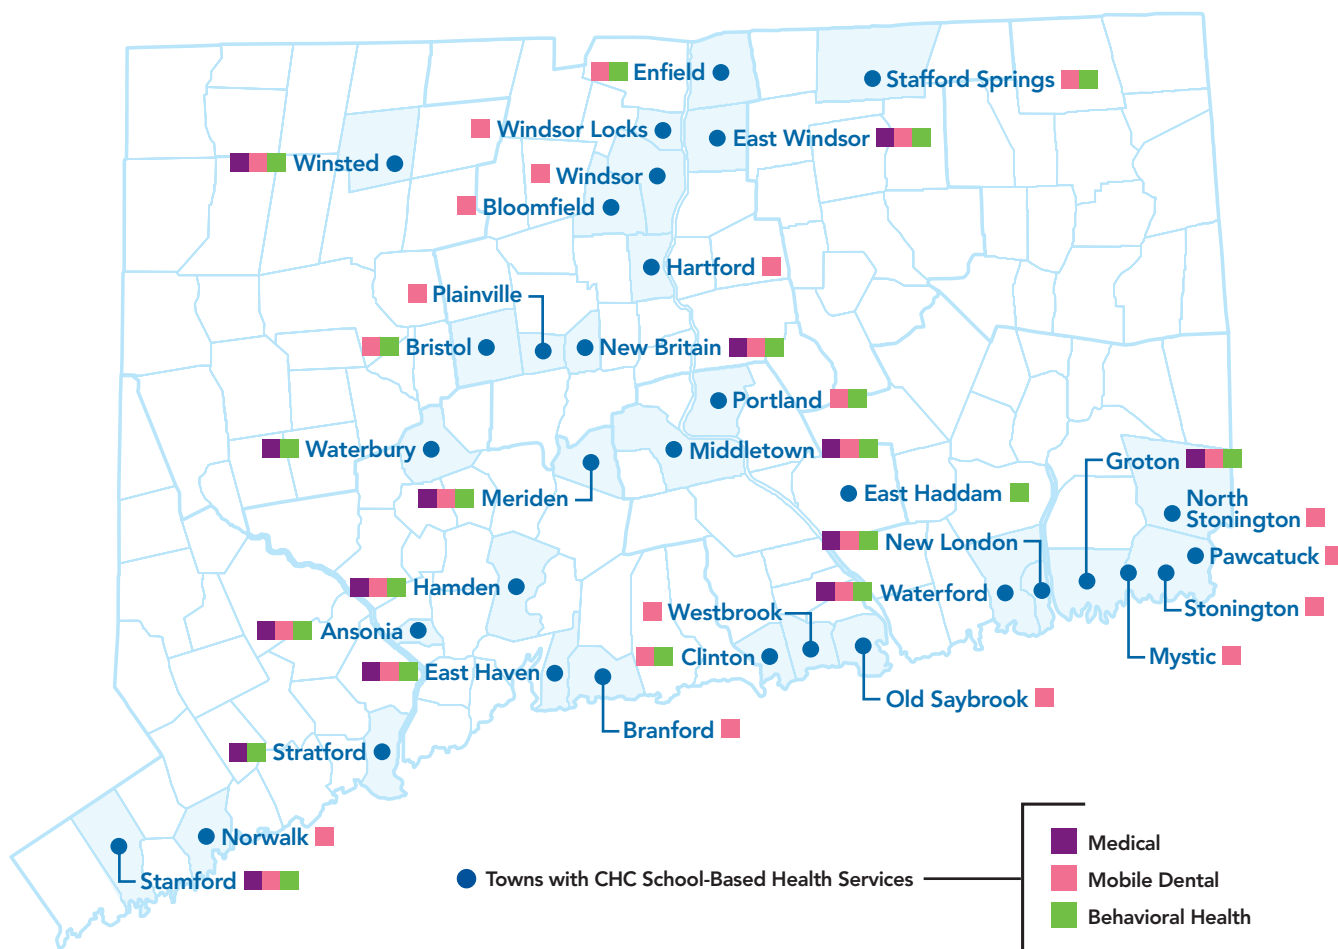 Enfield
Stafford Springs
Windsor Locks
East Windsor
Winsted
Windsor
Bloomfield
Hartford
Plainville
Bristol
New Britain
Portland
Waterbury
Middletown
Groton
Meriden
East Haddam
North
Stonington
New London
Pawcatuck
Hamden
Waterford
Westbrook
Stonington
Ansonia
Clinton
Mystic
East Haven
Old Saybrook
Branford
Stratford
Norwalk
Stamford
Towns with CHC School-Based Health Services
Medical
Mobile Dental
Behavioral Health